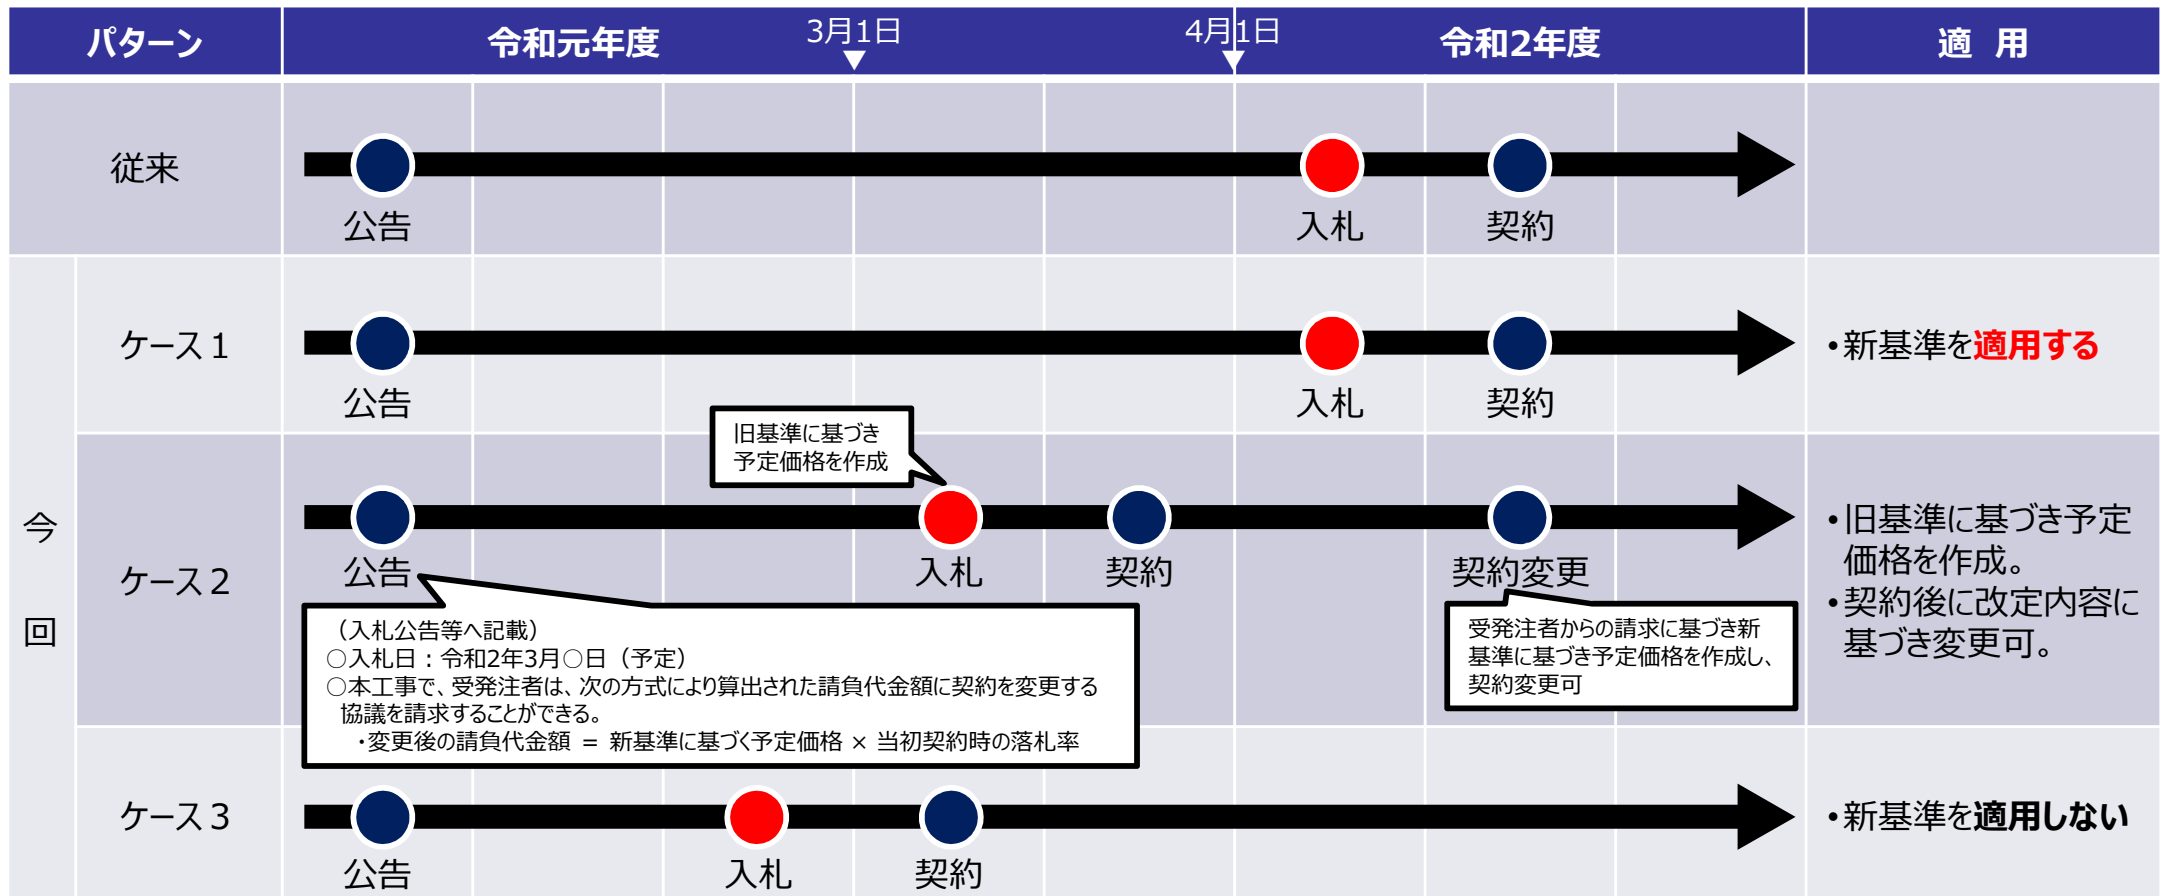 パターン
令和元年度
3月1日
4月1日
令和2年度
適 用
従来
公告
入札
契約
今回
ケース1
公告
入札
契約
・新基準を適用する
ケース2
旧基準に基づき
予定価格を作成
公告
入札
契約
契約変更
(入札公告等へ記載)
○入札日:令和2年3月○日(予定)
○本工事で、受発注者は、次の方式により算出された請負代金額に契約を変更する
協議を請求することができる。
・変更後の請負代金額 = 新基準に基づく予定価格 × 当初契約時の落札率
受発注者からの請求に基づき新
基準に基づき予定価格を作成し、
契約変更可
・旧基準に基づき予定
価格を作成。
・契約後に改定内容に
基づき変更可。
ケース3
公告
入札
契約
・新基準を適用しない